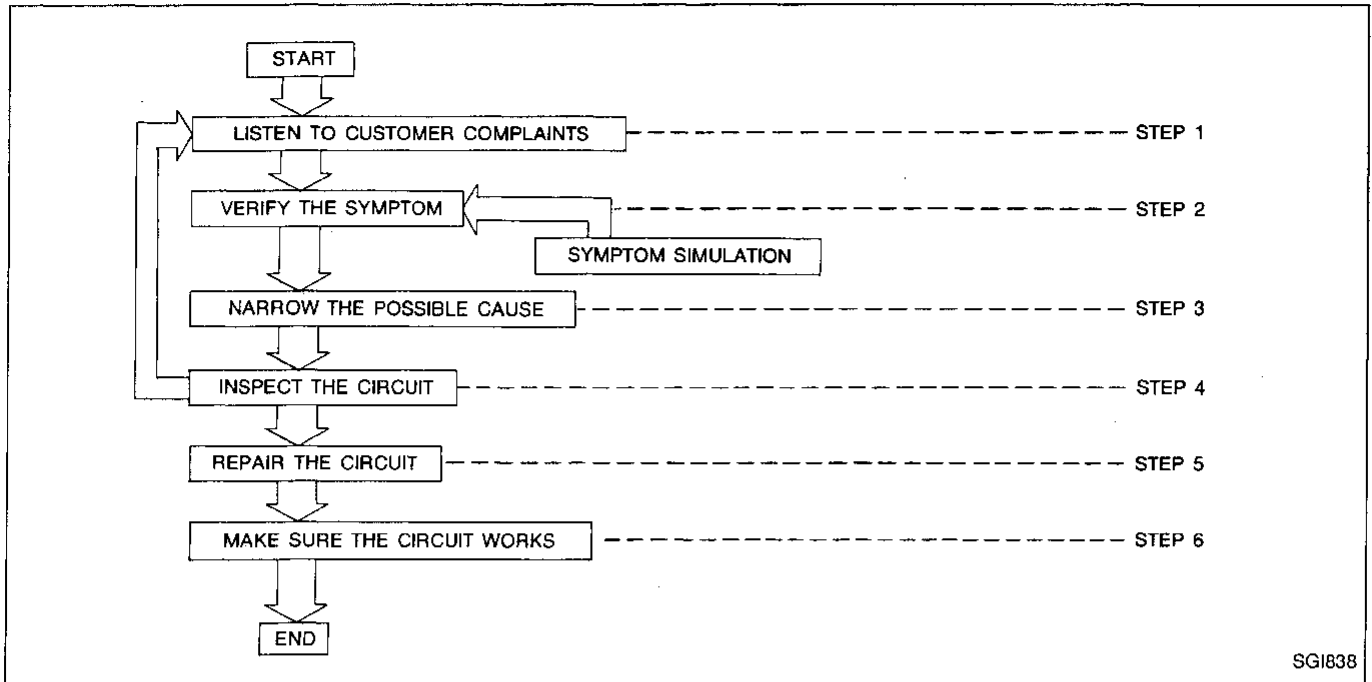 START
LISTEN TO CUSTOMER COMPLAINTS STEP 1
VERIFY THE SYMPTOM STEP 2
SYMPTOM SIMULATION
NARROW THE POSSIBLE CAUSE STEP 3
INSPECT THE CIRCUIT STEP 4
REPAIR THE CIRCUIT STEP 5
MAKE SURE THE CIRCUIT WORKS STEP 6
END
SGI838